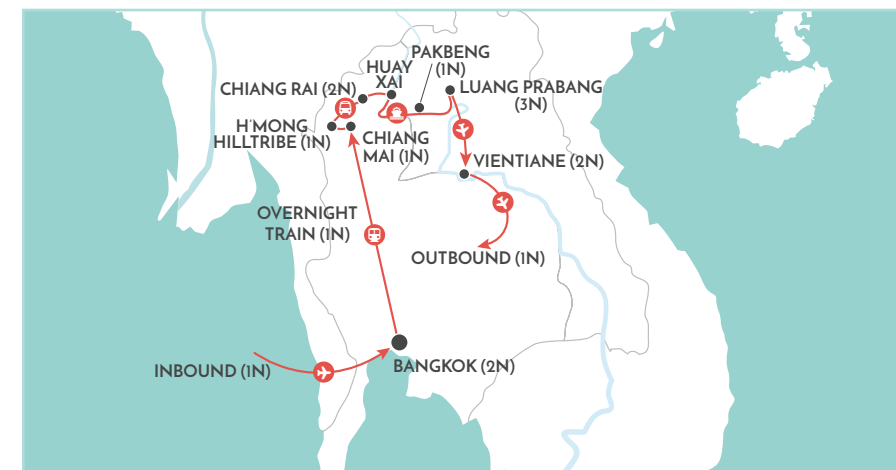 PAKBENG
(1N)
HUAY
XAI
CHIANG RAI (2N)
LUANG PRABANG
(3N)
H'MONG
HILLTRIBE (1N)
CHIANG
MAI (1N)
VIENTIANE (2N)
OVERNIGHT
TRAIN (1N)
OUTBOUND (1N)
INBOUND (1N)
BANGKOK (2N)